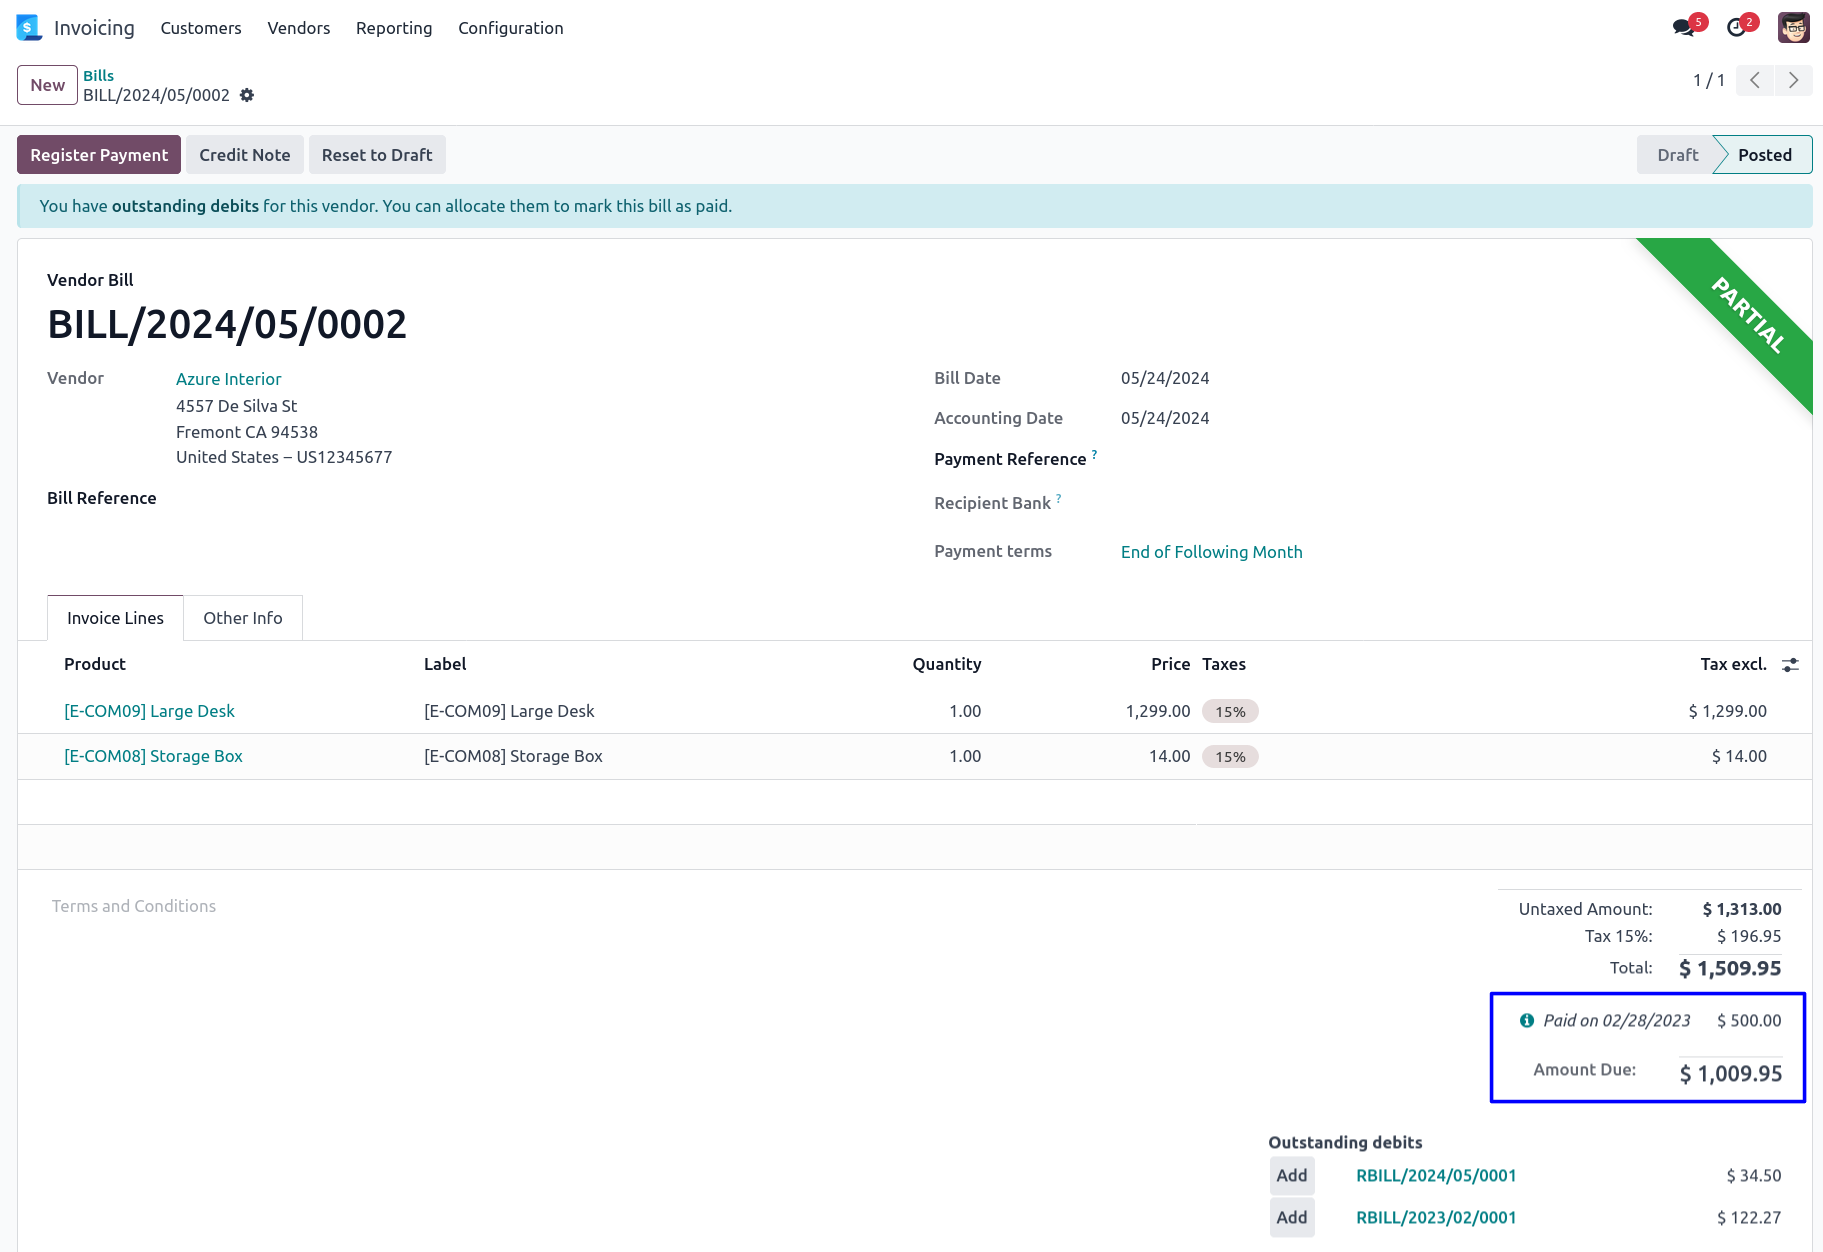 Invoicing Customers Vendors Reporting Configuration 5 2
New
Bills
BILL/2024/05/0002
1 / 1
Register Payment Credit Note Reset to Draft Draft Posted
You have outstanding debits for this vendor. You can allocate them to mark this bill as paid.
PARTIAL
Vendor Bill
BILL/2024/05/0002
Vendor Azure Interior
4557 De Silva St
Fremont CA 94538
United States – US12345677
Bill Reference
Bill Date 05/24/2024
Accounting Date 05/24/2024
Payment Reference ?
Recipient Bank ?
Payment terms End of Following Month
Invoice Lines Other Info
Product Label Quantity Price Taxes Tax excl.
[E-COM09] Large Desk [E-COM09] Large Desk 1.00 1,299.00 15% $ 1,299.00
[E-COM08] Storage Box [E-COM08] Storage Box 1.00 14.00 15% $ 14.00
Terms and Conditions
Untaxed Amount: $ 1,313.00
Tax 15%: $ 196.95
Total: $ 1,509.95
Paid on 02/28/2023 $ 500.00
Amount Due: $ 1,009.95
Outstanding debits
Add RBILL/2024/05/0001 $ 34.50
Add RBILL/2023/02/0001 $ 122.27